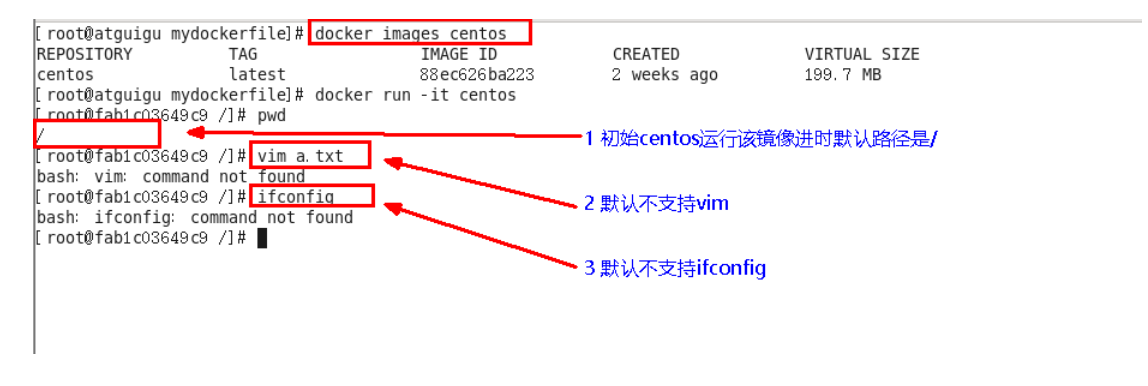 [root@atguigu mydockerfile]# docker images centos
REPOSITORY TAG IMAGE ID CREATED VIRTUAL SIZE
centos latest 88ec626ba223 2 weeks ago 199.7 MB
[root@atguigu mydockerfile]# docker run -it centos
[root@fab1c03649c9 /]# pwd
/
1 初始centos运行该镜像进时默认路径是/
[root@fab1c03649c9 /]# vim a.txt
bash: vim: command not found
[root@fab1c03649c9 /]# ifconfig
2 默认不支持vim
bash: ifconfig: command not found
[root@fab1c03649c9 /]#
3 默认不支持ifconfig